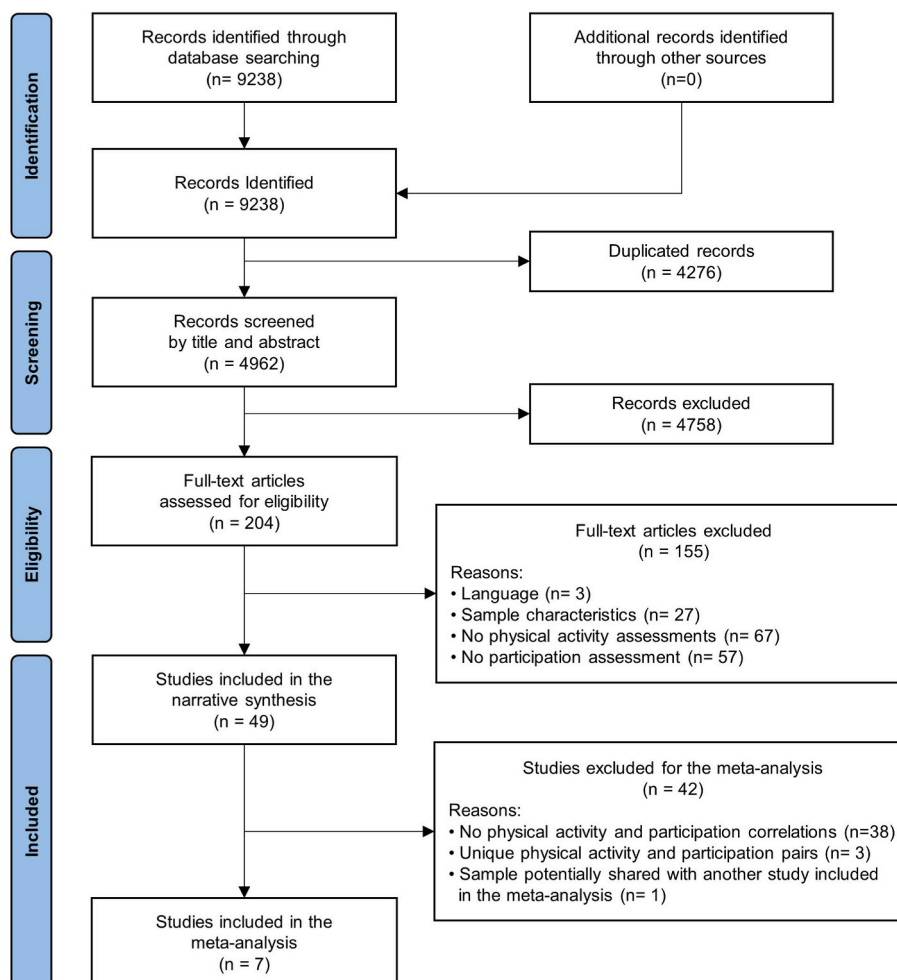 Identification
Records identified through
database searching
(n= 9238)
Additional records identified
through other sources
(n=0)
Records Identified
(n = 9238)
Screening
Duplicated records
(n = 4276)
Records screened
by title and abstract
(n = 4962)
Records excluded
(n = 4758)
Eligibility
Full-text articles
assessed for eligibility
(n = 204)
Full-text articles excluded
(n = 155)
Reasons:
• Language (n= 3)
• Sample characteristics (n= 27)
• No physical activity assessments (n= 67)
• No participation assessment (n= 57)
Included
Studies included in the
narrative synthesis
(n = 49)
Studies excluded for the meta-analysis
(n = 42)
Reasons:
• No physical activity and participation correlations (n=38)
• Unique physical activity and participation pairs (n= 3)
• Sample potentially shared with another study included
in the meta-analysis (n= 1)
Studies included in the
meta-analysis
(n = 7)